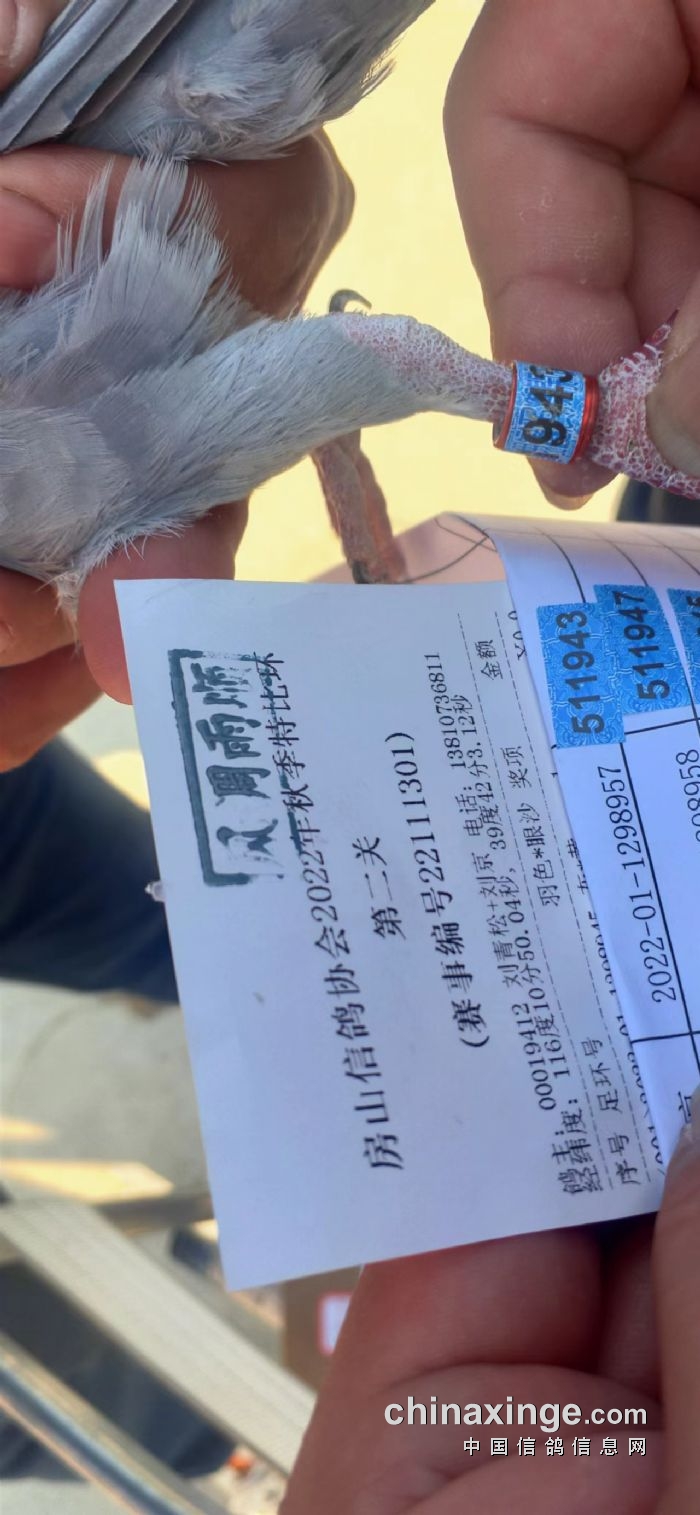 943
风调雨顺
房山信鸽协会2022年秋季特比环
第二关
(赛事编号22111301)
鸽主: 00019412 刘青松+刘京 电话: 13810736811
经纬度: 116度10分50.04秒, 39度42分3.12秒
序号 足环号 羽色*眼沙 奖项 金额
511943
511947
2022-01-1298957
chinaxinge.com
中国信鸽信息网